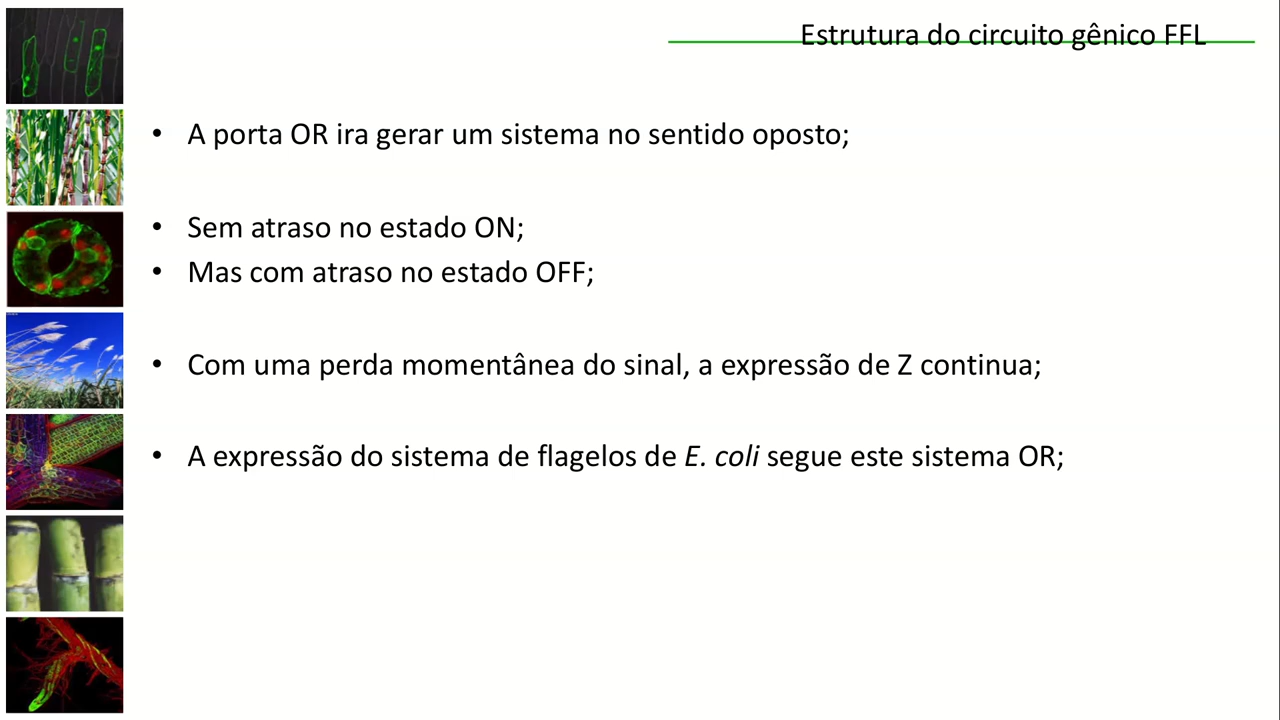 Estrutura do circuito gênico FFL
• A porta OR ira gerar um sistema no sentido oposto;
• Sem atraso no estado ON;
• Mas com atraso no estado OFF;
• Com uma perda momentânea do sinal, a expressão de Z continua;
• A expressão do sistema de flagelos de E. coli segue este sistema OR;